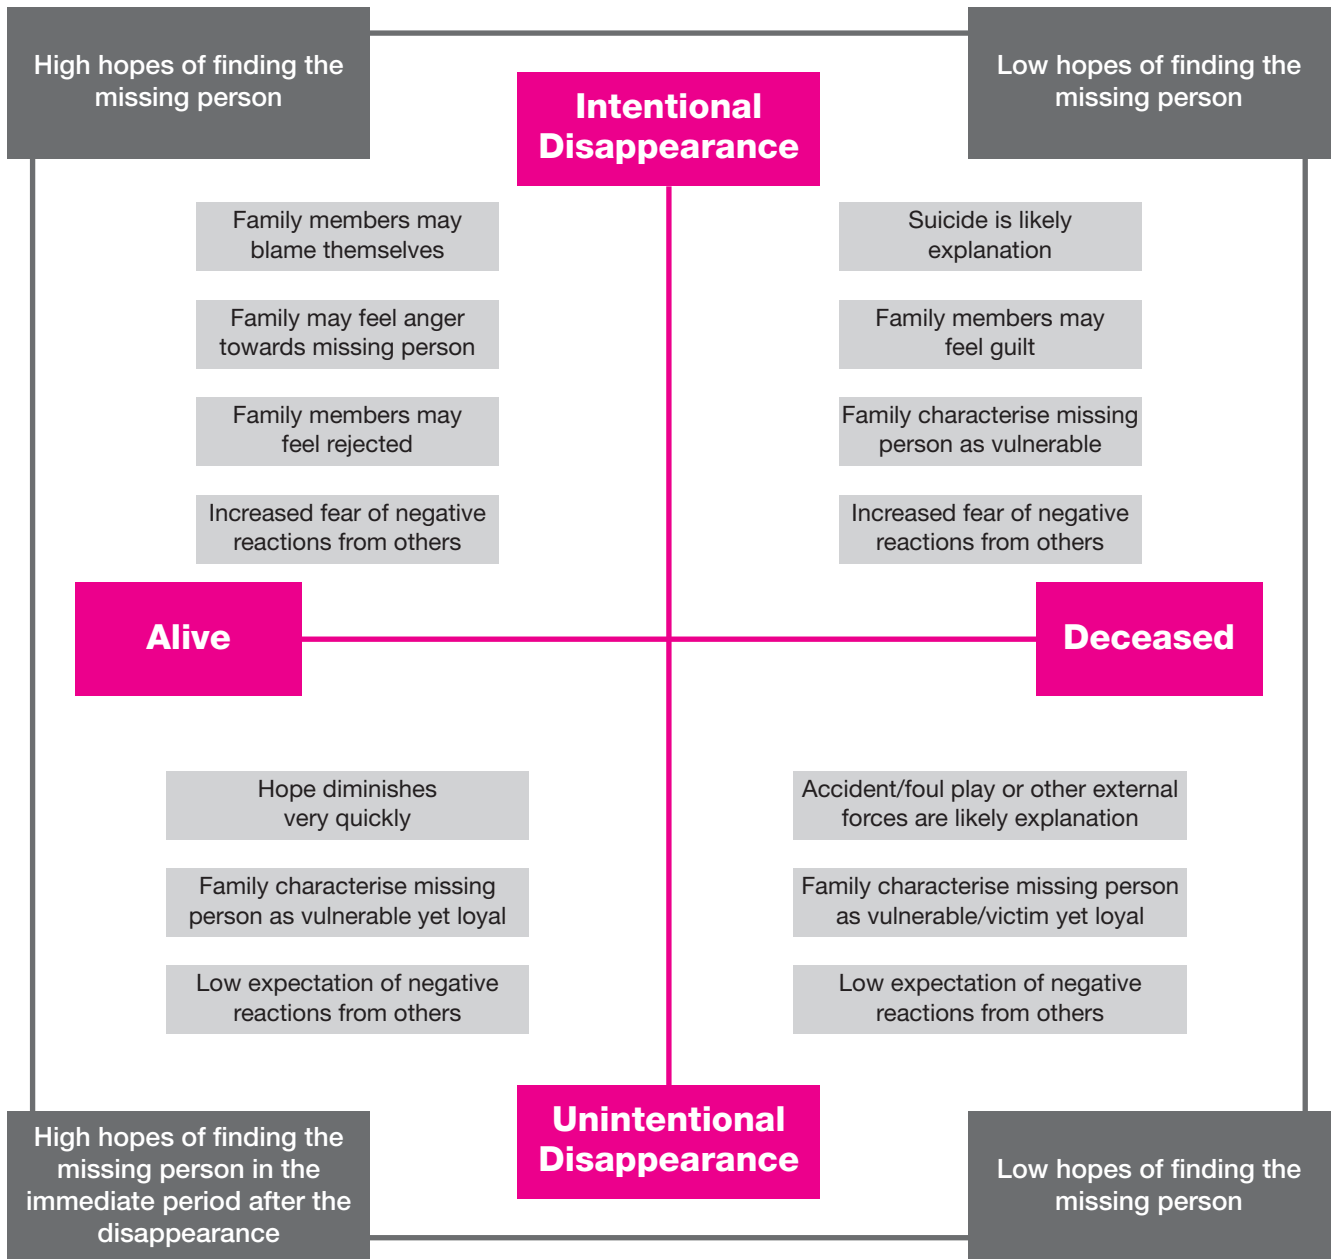 High hopes of finding the
missing person
Intentional
Disappearance
Low hopes of finding the
missing person
Family members may
blame themselves
Family may feel anger
towards missing person
Family members may
feel rejected
Increased fear of negative
reactions from others
Suicide is likely
explanation
Family members may
feel guilt
Family characterise missing
person as vulnerable
Increased fear of negative
reactions from others
Alive
Deceased
Hope diminishes
very quickly
Family characterise missing
person as vulnerable yet loyal
Low expectation of negative
reactions from others
Accident/foul play or other external
forces are likely explanation
Family characterise missing person
as vulnerable/victim yet loyal
Low expectation of negative
reactions from others
High hopes of finding the
missing person in the
immediate period after the
disappearance
Unintentional
Disappearance
Low hopes of finding the
missing person